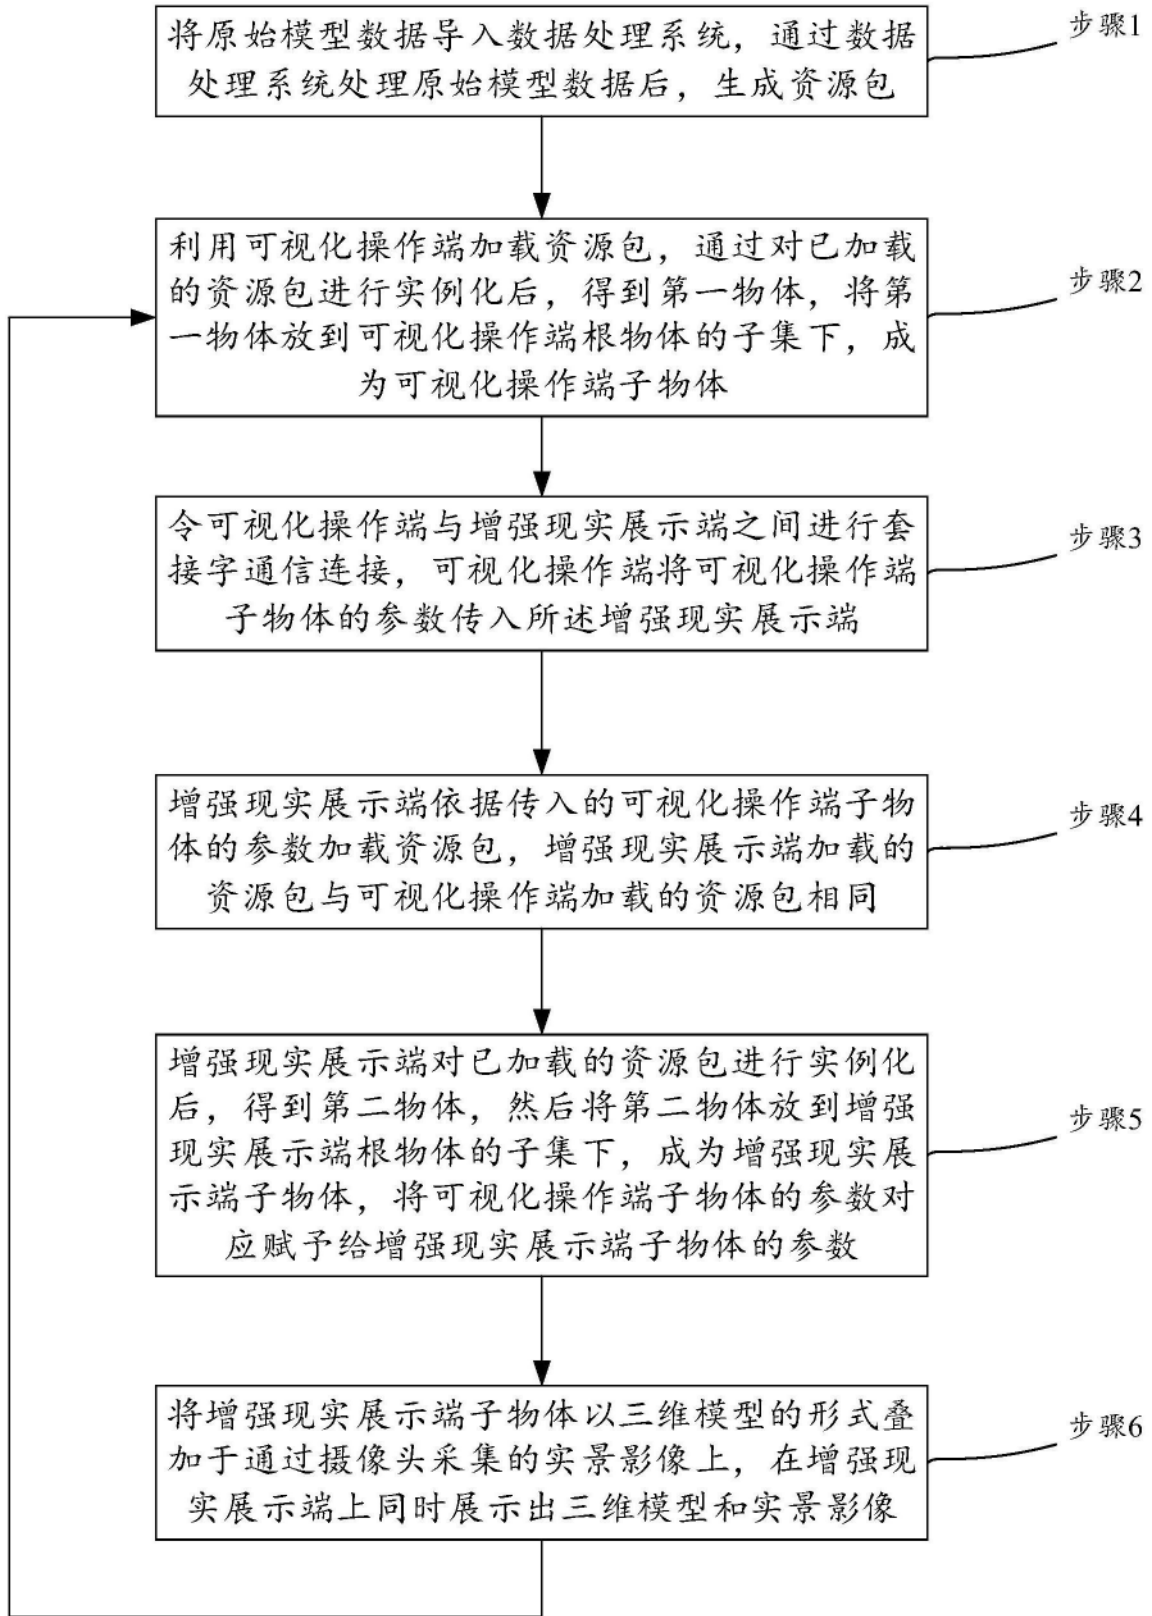 将原始模型数据导入数据处理系统，通过数据
处理系统处理原始模型数据后，生成资源包
步骤1
利用可视化操作端加载资源包，通过对已加载
的资源包进行实例化后，得到第一物体，将第
一物体放到可视化操作端根物体的子集下，成
为可视化操作端子物体
步骤2
令可视化操作端与增强现实展示端之间进行套
接字通信连接，可视化操作端将可视化操作端
子物体的参数传入所述增强现实展示端
步骤3
增强现实展示端依据传入的可视化操作端子物
体的参数加载资源包，增强现实展示端加载的
资源包与可视化操作端加载的资源包相同
步骤4
增强现实展示端对已加载的资源包进行实例化
后，得到第二物体，然后将第二物体放到增强
现实展示端根物体的子集下，成为增强现实展
示端子物体，将可视化操作端子物体的参数对
应赋予给增强现实展示端子物体的参数
步骤5
将增强现实展示端子物体以三维模型的形式叠
加于通过摄像头采集的实景影像上，在增强现
实展示端上同时展示出三维模型和实景影像
步骤6